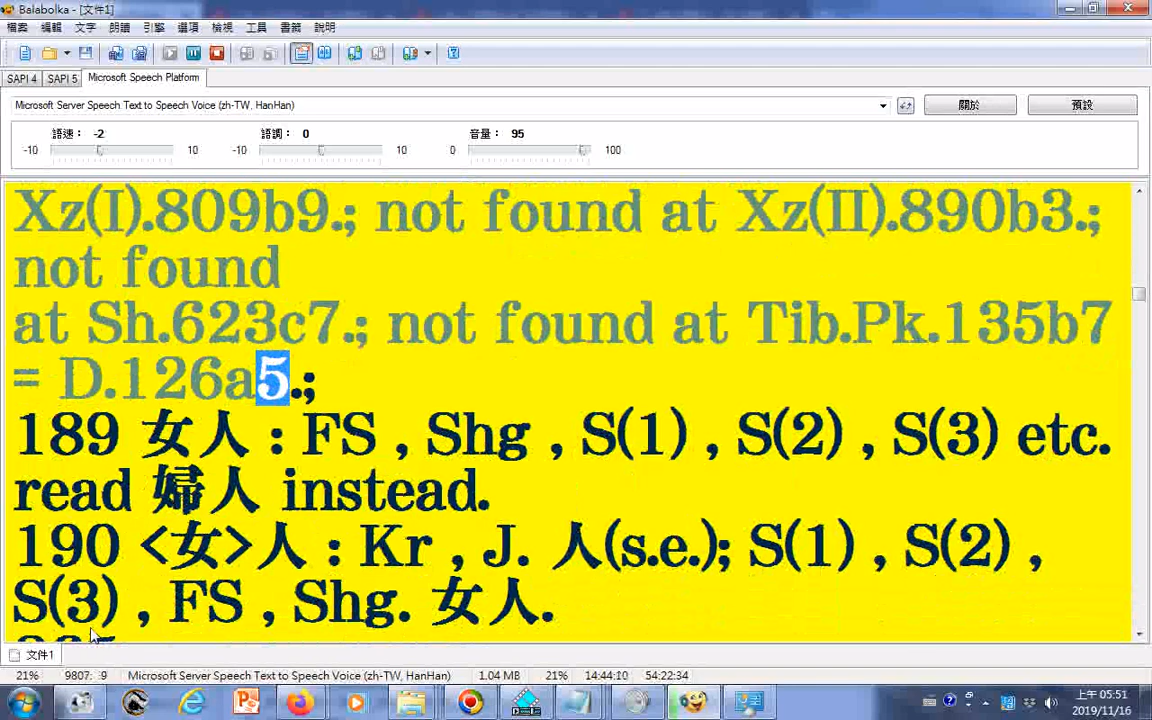 Balabolka - [文件1]
檔案 編輯 文字 朗讀 引擎 選項 檢視 工具 書籤 說明
SAPI 4 SAPI 5 Microsoft Speech Platform
Microsoft Server Speech Text to Speech Voice (zh-TW, HanHan) 關於 預設
語速： -2 語調： 0 音量： 95
-10 10 -10 10 0 100
Xz(I).809b9.; not found at Xz(II).890b3.;
not found
at Sh.623c7.; not found at Tib.Pk.135b7
= D.126a5.;
189 女人 : FS , Shg , S(1) , S(2) , S(3) etc.
read 婦人 instead.
190 <女>人 : Kr , J. 人(s.e.); S(1) , S(2) ,
S(3) , FS , Shg. 女人.
文件1
21% 9807: :9 Microsoft Server Speech Text to Speech Voice (zh-TW, HanHan) 1.04 MB 21% 14:44:10 54:22:34
上午 05:51
2019/11/16